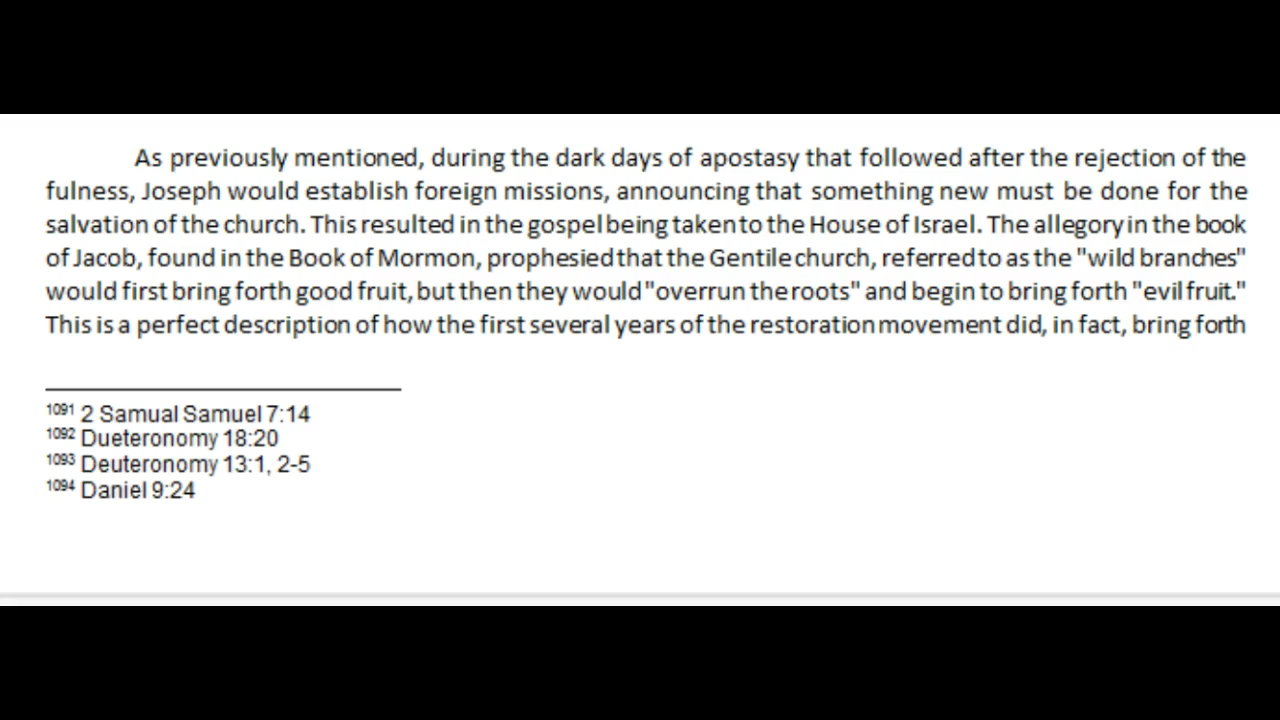 As previously mentioned, during the dark days of apostasy that followed after the rejection of the
fulness, Joseph would establish foreign missions, announcing that something new must be done for the
salvation of the church. This resulted in the gospel being taken to the House of Israel. The allegory in the book
of Jacob, found in the Book of Mormon, prophesied that the Gentile church, referred to as the "wild branches"
would first bring forth good fruit, but then they would "overrun the roots" and begin to bring forth "evil fruit."
This is a perfect description of how the first several years of the restoration movement did, in fact, bring forth
1091 2 Samual Samuel 7:14
1092 Dueteronomy 18:20
1093 Deuteronomy 13:1, 2-5
1094 Daniel 9:24